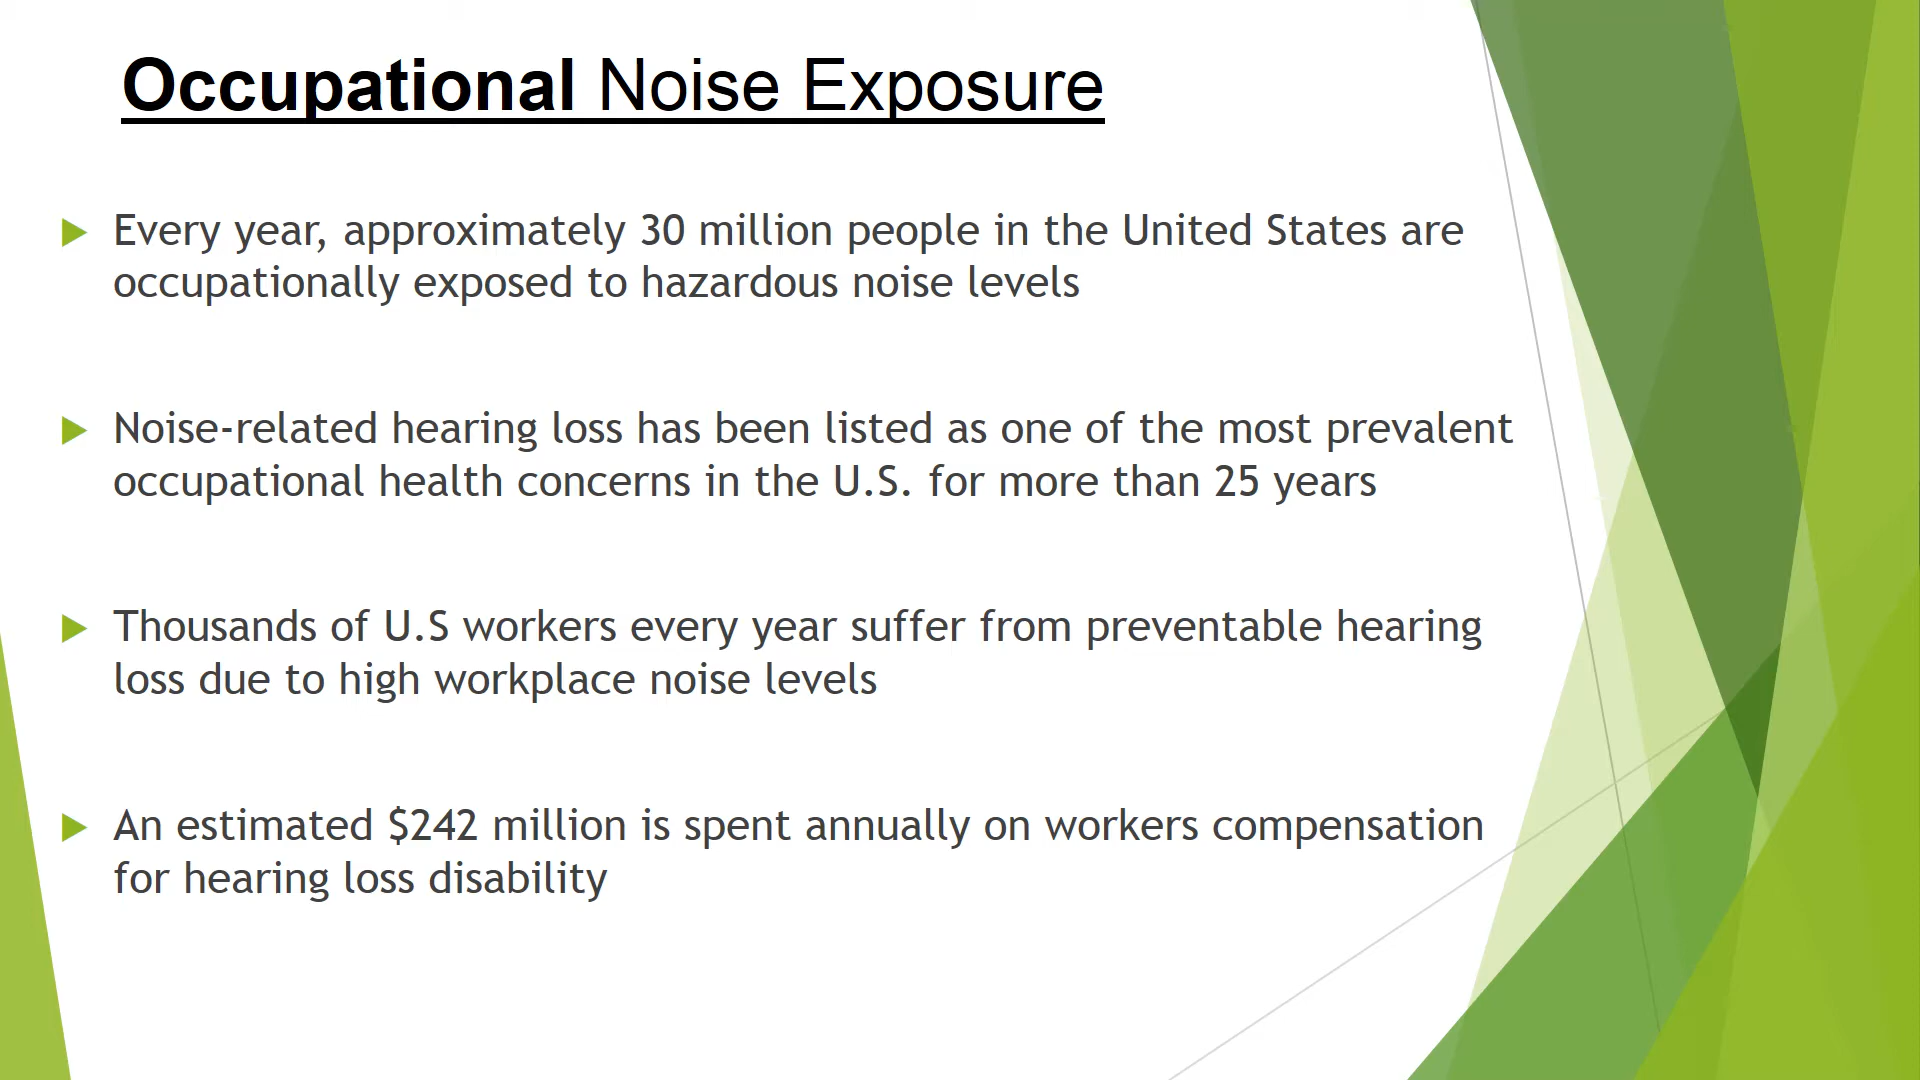 Occupational Noise Exposure
Every year, approximately 30 million people in the United States are
occupationally exposed to hazardous noise levels
Noise-related hearing loss has been listed as one of the most prevalent
occupational health concerns in the U.S. for more than 25 years
Thousands of U.S workers every year suffer from preventable hearing
loss due to high workplace noise levels
An estimated $242 million is spent annually on workers compensation
for hearing loss disability